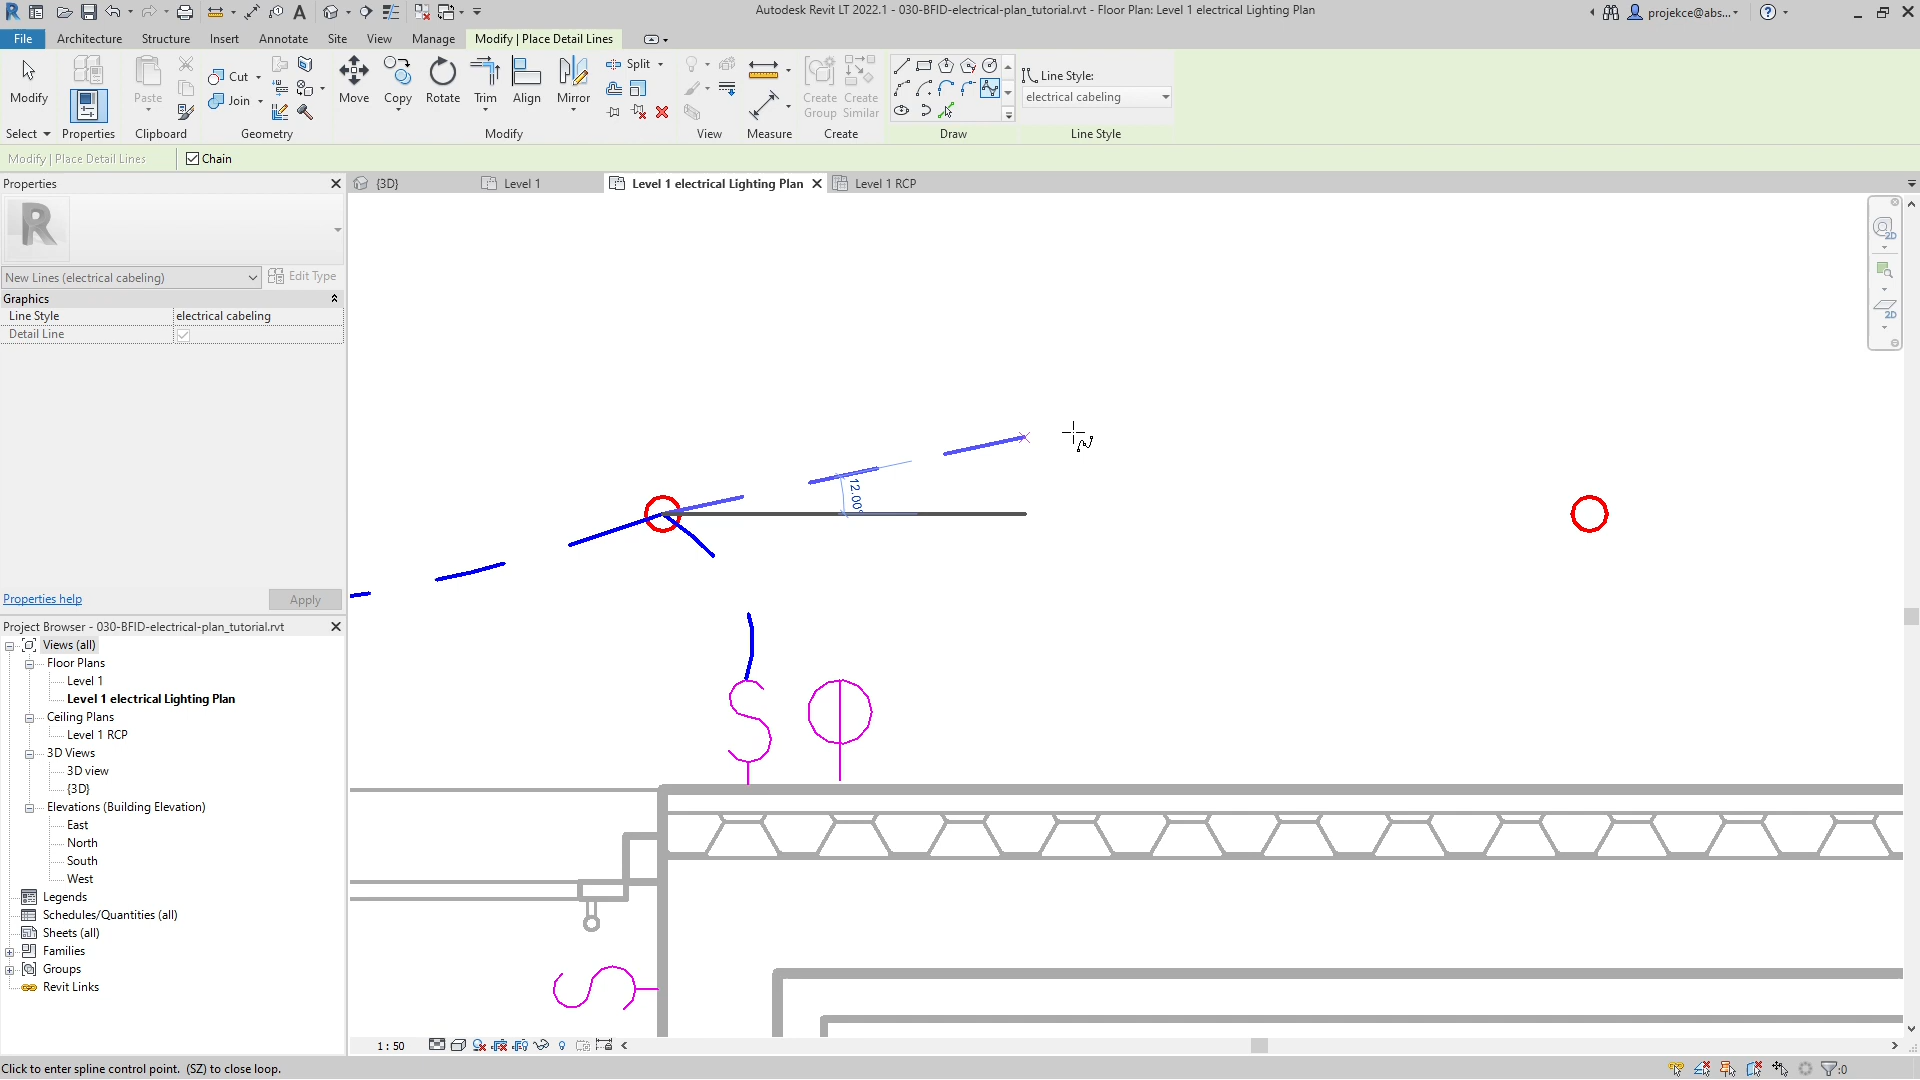 Autodesk Revit LT 2022.1 - 030-BFID-electrical-plan_tutorial.rvt - Floor Plan: Level 1 electrical Lighting Plan
projekce@abs...
File
Architecture
Structure
Insert
Annotate
Site
View
Manage
Modify | Place Detail Lines
Modify
Paste
Cut
Join
Move
Copy
Rotate
Trim
Align
Mirror
Split
Create Group
Create Similar
Line Style:
electrical cabeling
Select
Properties
Clipboard
Geometry
Modify
View
Measure
Create
Draw
Line Style
Modify | Place Detail Lines
Chain
Properties
{3D}
Level 1
Level 1 electrical Lighting Plan
Level 1 RCP
New Lines (electrical cabeling)
Edit Type
Graphics
Line Style
electrical cabeling
Detail Line
Properties help
Apply
Project Browser - 030-BFID-electrical-plan_tutorial.rvt
Views (all)
Floor Plans
Level 1
Level 1 electrical Lighting Plan
Ceiling Plans
Level 1 RCP
3D Views
3D view
{3D}
Elevations (Building Elevation)
East
North
South
West
Legends
Schedules/Quantities (all)
Sheets (all)
Families
Groups
Revit Links
12.00°
2D
2D
1 : 50
Click to enter spline control point. (SZ) to close loop.
:0